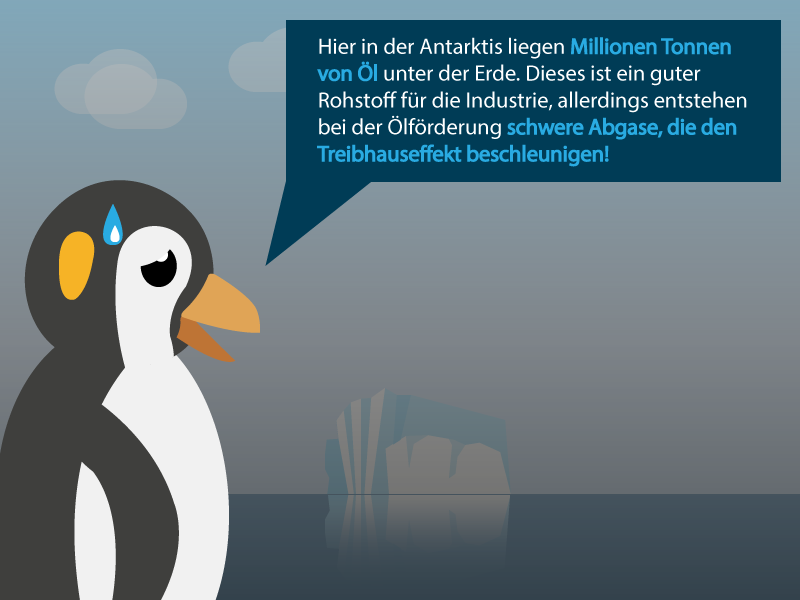 Hier in der Antarktis liegen Millionen Tonnen
von Öl unter der Erde. Dieses ist ein guter
Rohstoff für die Industrie, allerdings entstehen
bei der Ölförderung schwere Abgase, die den
Treibhauseffekt beschleunigen!